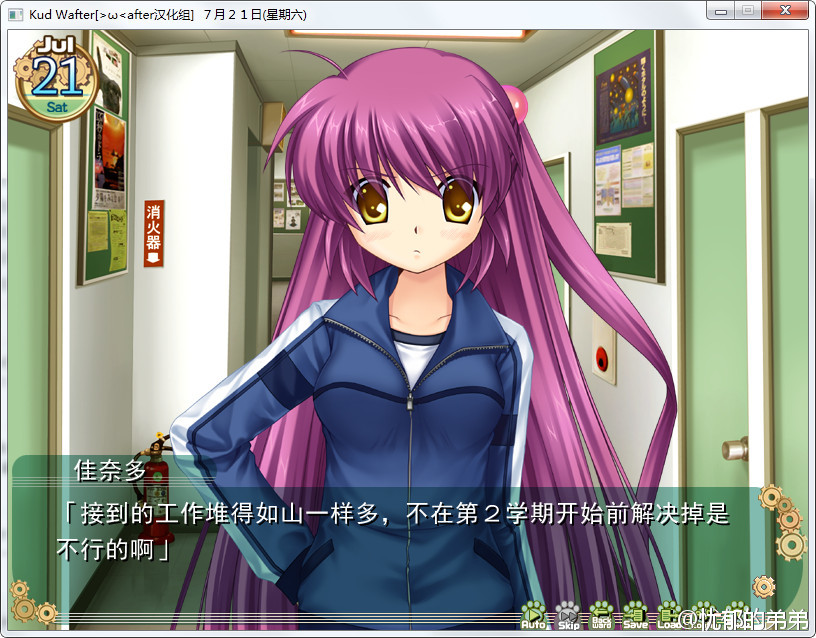 Kud Wafter[>ω<after汉化组] ７月２１日(星期六)
Jul
21
Sat
消火器
佳奈多
「接到的工作堆得如山一样多，不在第２学期开始前解决掉是
不行的啊」
Auto Skip Save Load
@忧郁的弟弟